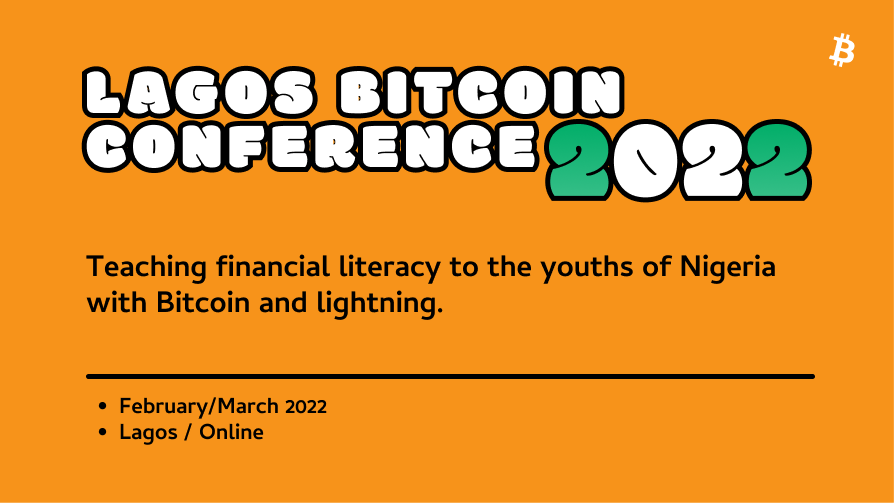 LAGOS BITCOIN
CONFERENCE 2022
Teaching financial literacy to the youths of Nigeria
with Bitcoin and lightning.
• February/March 2022
• Lagos / Online